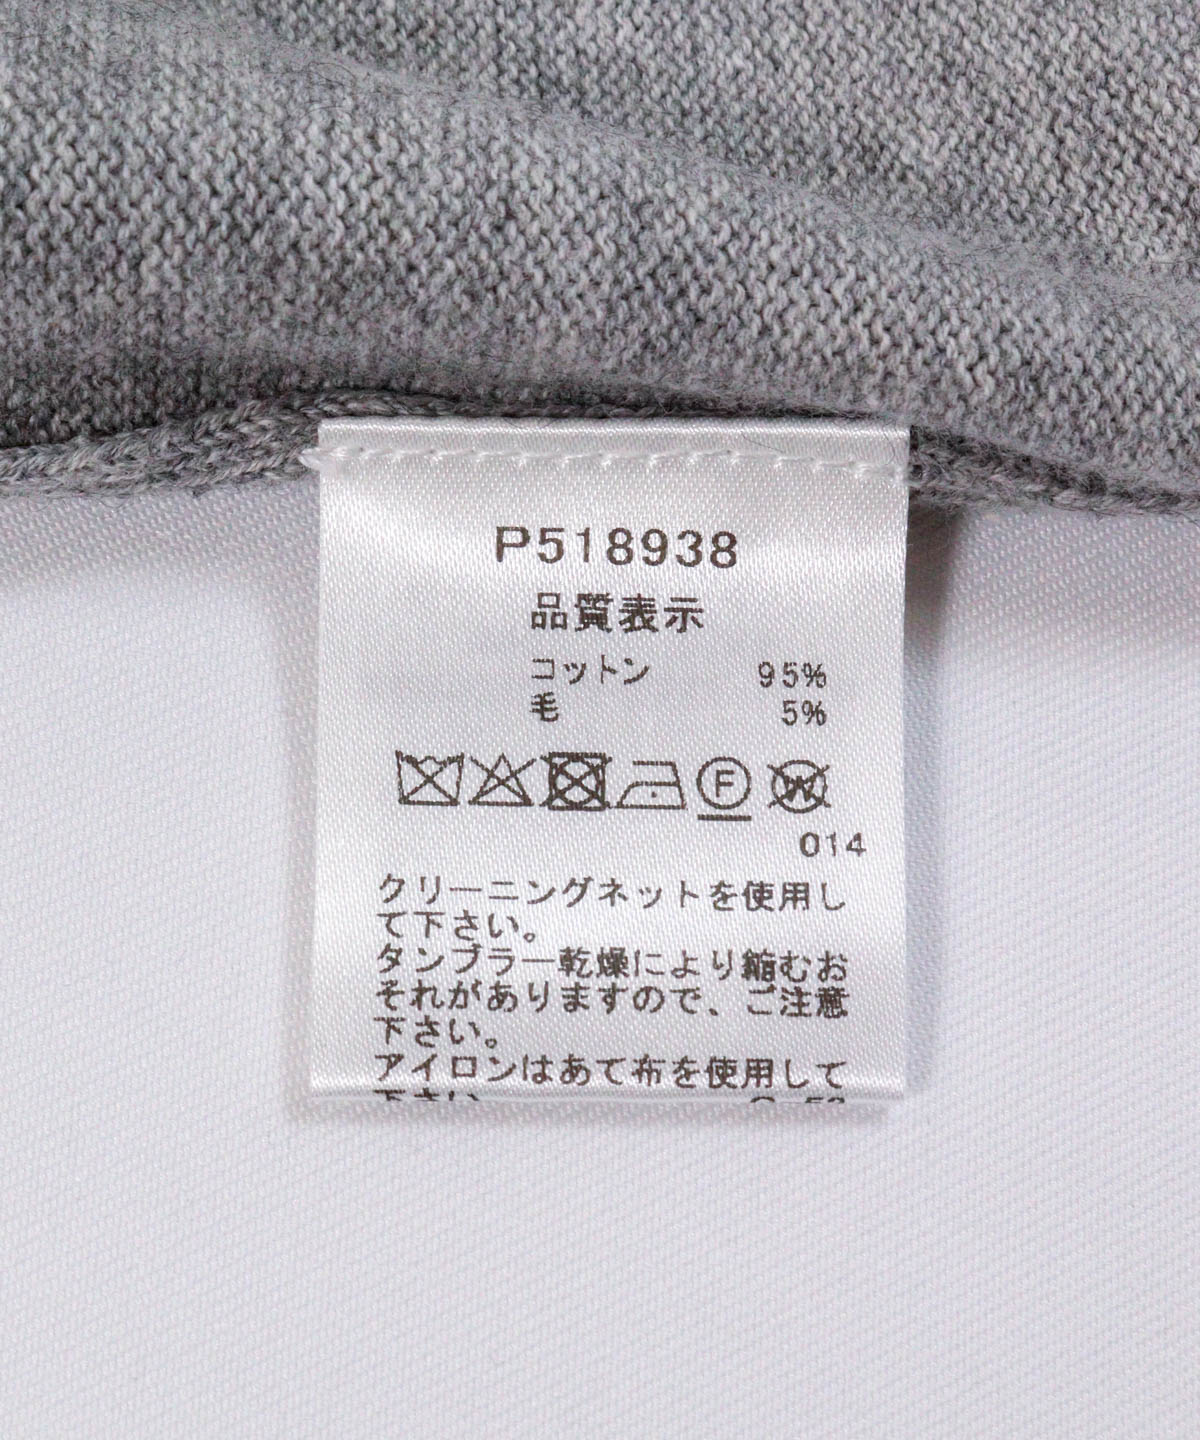 P518938
品質表示
コットン 95%
毛 5%
F W
014
クリーニングネットを使用し
て下さい。
タンブラー乾燥により縮むお
それがありますので、ご注意
下さい。
アイロンはあて布を使用して
下さい